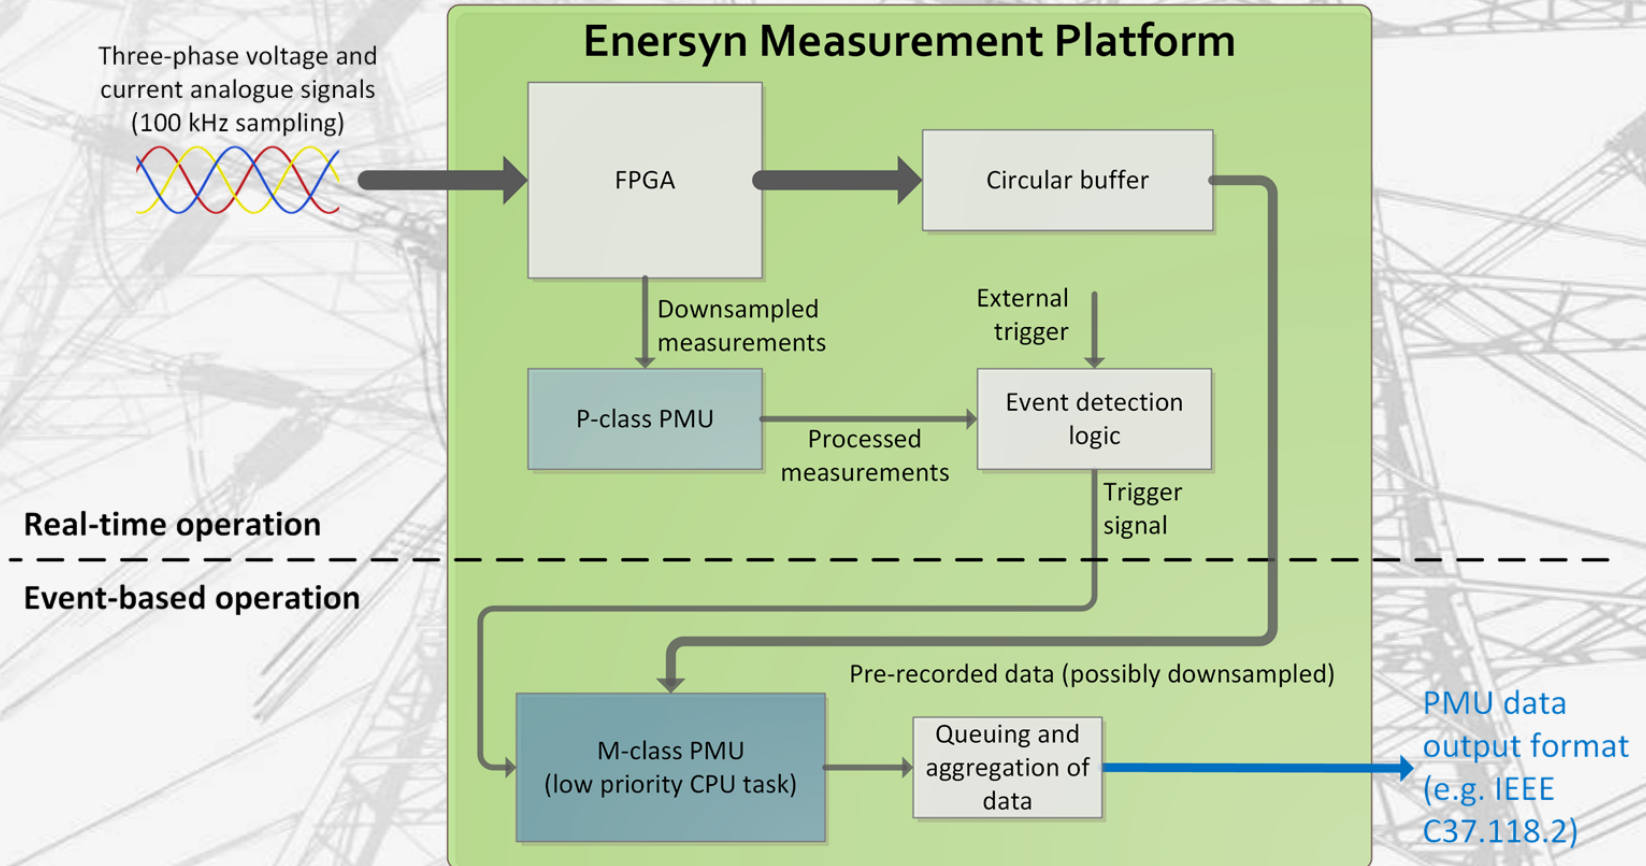 Enersyn Measurement Platform
Three-phase voltage and
current analogue signals
(100 kHz sampling)
FPGA
Circular buffer
Downsampled
measurements
External
trigger
P-class PMU
Processed
measurements
Event detection
logic
Trigger
signal
Real-time operation
Event-based operation
Pre-recorded data (possibly downsampled)
M-class PMU
(low priority CPU task)
Queuing and
aggregation of
data
PMU data
output format
(e.g. IEEE
C37.118.2)